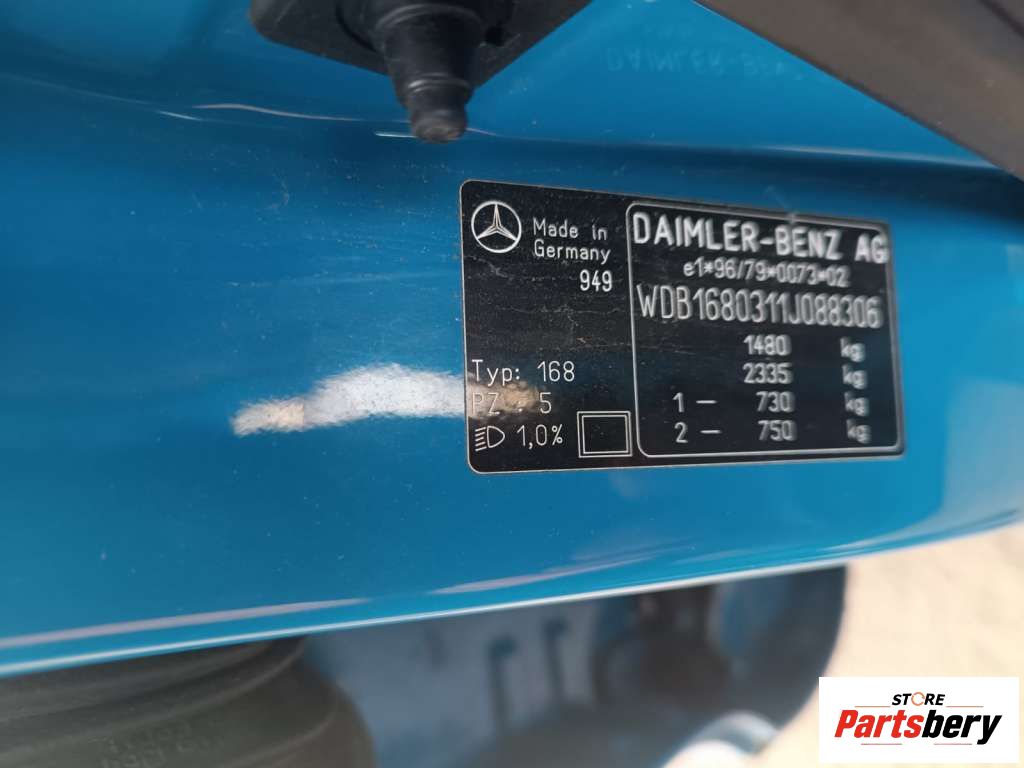 Made in
Germany
949
Typ: 168
PZ : 5
1,0%
DAIMLER-BENZ AG
e1*96/79*0073*02
WDB1680311J088306
1480 kg
2335 kg
1 – 730 kg
2 – 750 kg
STORE
Partsbery